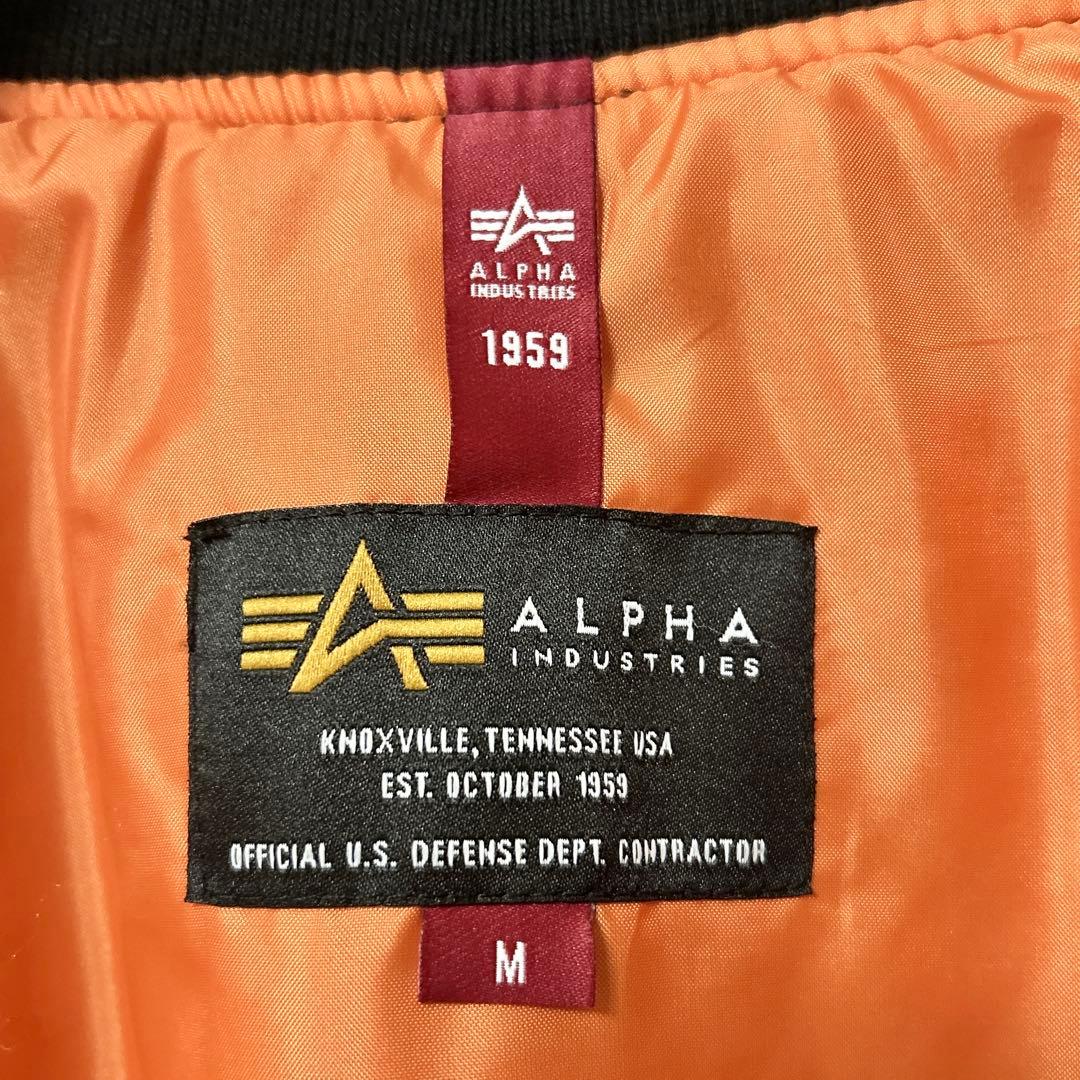 ALPHA
INDUSTRIES
1959
ALPHA
INDUSTRIES
KNOXVILLE, TENNESSEE USA
EST. OCTOBER 1959
OFFICIAL U.S. DEFENSE DEPT. CONTRACTOR
M